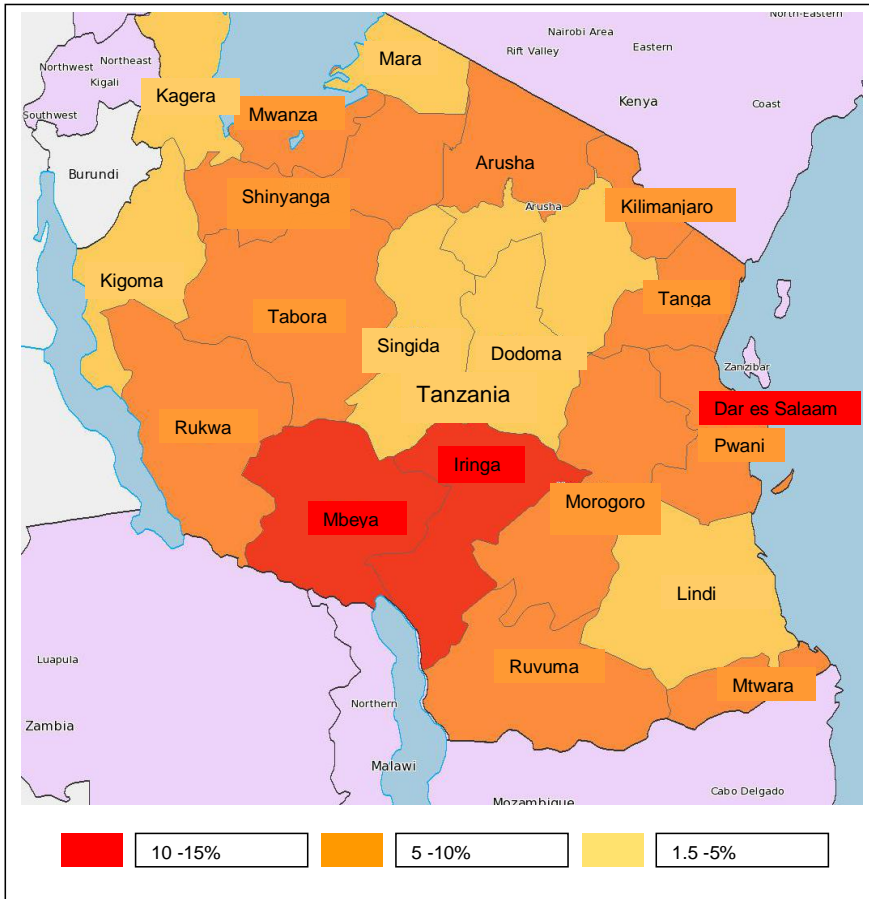 North-Eastern
Nairobi Area
Rift Valley
Eastern
Mara
Northwest
Northeast
Kigali
Kagera
Kenya
Coast
Southwest
Mwanza
Burundi
Arusha
Shinyanga
Arusha
Kilimanjaro
Kigoma
Tanga
Tabora
Singida
Dodoma
Zanizibar
Tanzania
Dar es Salaam
Rukwa
Pwani
Iringa
Morogoro
Mbeya
Lindi
Luapula
Ruvuma
Mtwara
Northern
Zambia
Malawi
Cabo Delgado
Mozambique
10 -15%
5 -10%
1.5 -5%